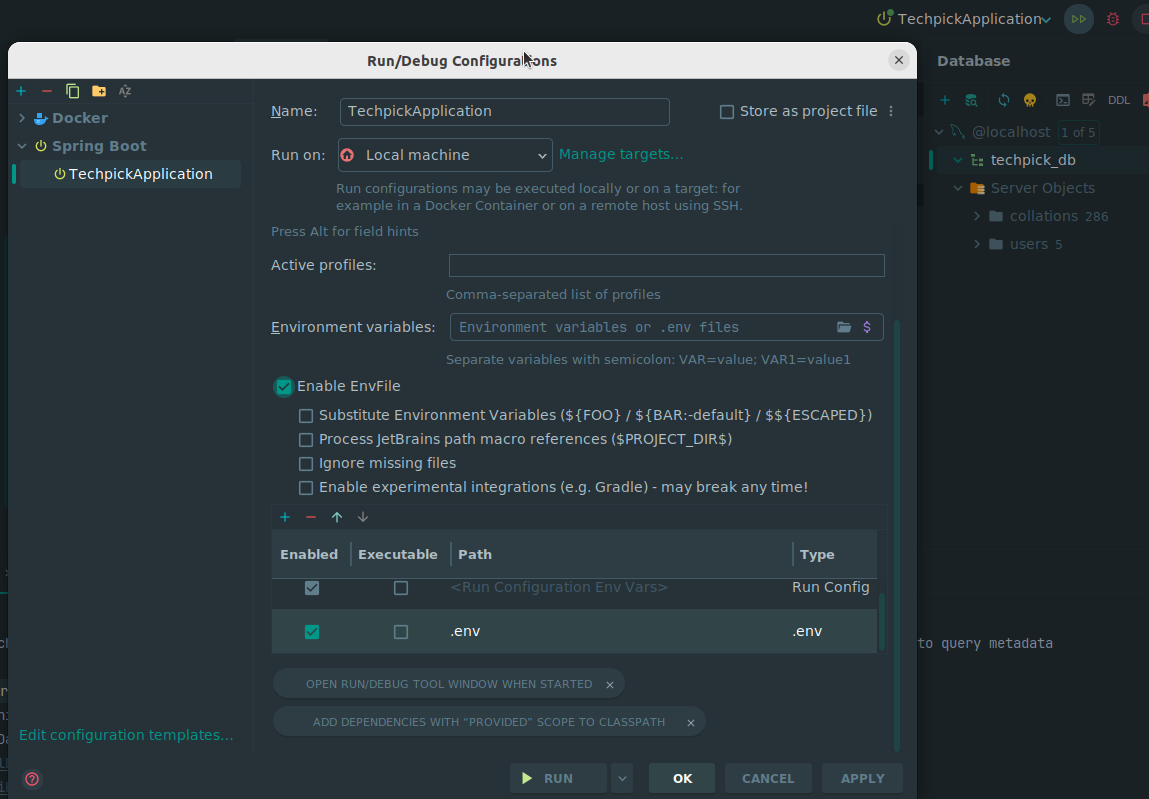 TechpickApplication
Run/Debug Configurations
Database
DDL
@localhost 1 of 5
techpick_db
Server Objects
collations 286
users 5
Docker
Spring Boot
TechpickApplication
Edit configuration templates...
Name: TechpickApplication Store as project file
Run on: Local machine Manage targets...
Run configurations may be executed locally or on a target: for
example in a Docker Container or on a remote host using SSH.
Press Alt for field hints
Active profiles:
Comma-separated list of profiles
Environment variables: Environment variables or .env files $
Separate variables with semicolon: VAR=value; VAR1=value1
Enable EnvFile
Substitute Environment Variables (${FOO} / ${BAR:-default} / $${ESCAPED})
Process JetBrains path macro references ($PROJECT_DIR$)
Ignore missing files
Enable experimental integrations (e.g. Gradle) - may break any time!
Enabled Executable Path Type
<Run Configuration Env Vars> Run Config
.env .env
OPEN RUN/DEBUG TOOL WINDOW WHEN STARTED ×
ADD DEPENDENCIES WITH “PROVIDED” SCOPE TO CLASSPATH ×
RUN OK CANCEL APPLY
to query metadata